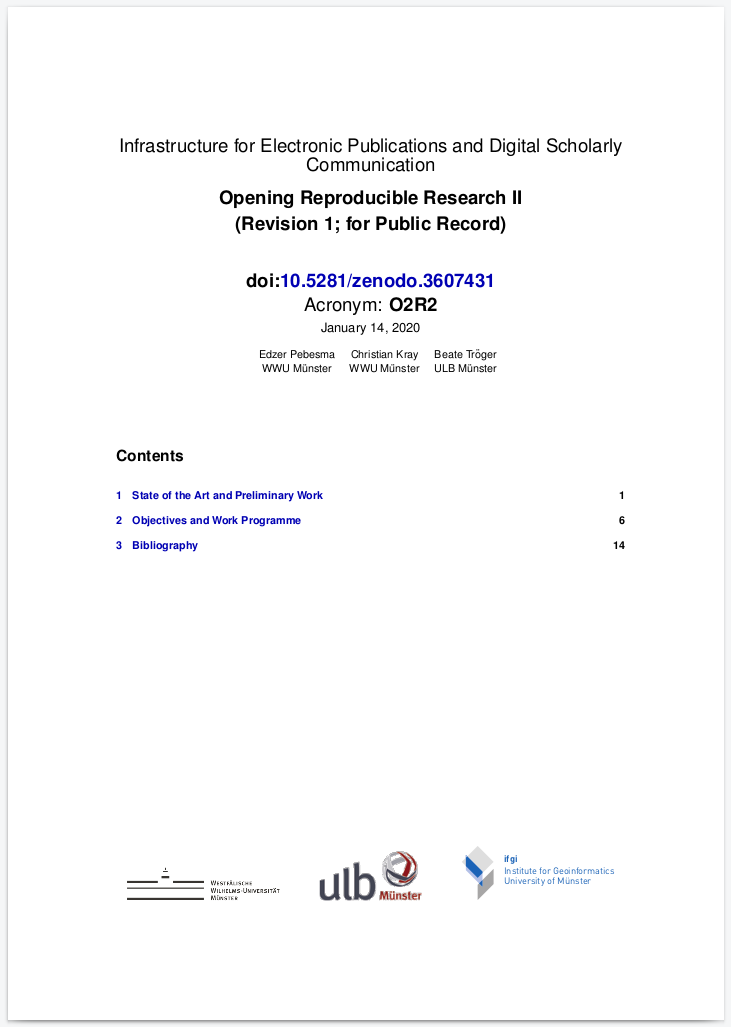 Infrastructure for Electronic Publications and Digital Scholarly
Communication
Opening Reproducible Research II
(Revision 1; for Public Record)
doi:10.5281/zenodo.3607431
Acronym: O2R2
January 14, 2020
Edzer Pebesma Christian Kray Beate Tröger
WWU Münster WWU Münster ULB Münster
Contents
1 State of the Art and Preliminary Work 1
2 Objectives and Work Programme 6
3 Bibliography 14
Westfälische
Wilhelms-Universität
Münster
ulb
Münster
ifgi
Institute for Geoinformatics
University of Münster